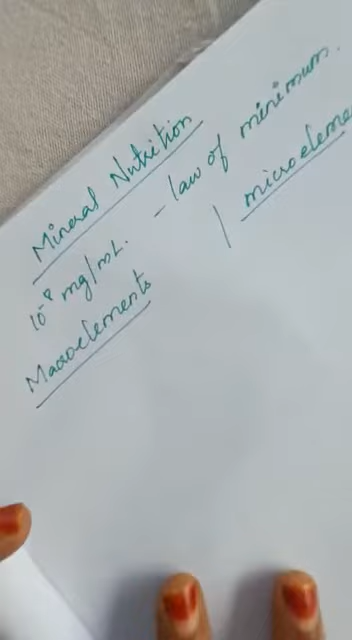 Mineral Nutrition
- law of minimum.
10⁻⁸ mg/mL.
Macroelements | microeleme